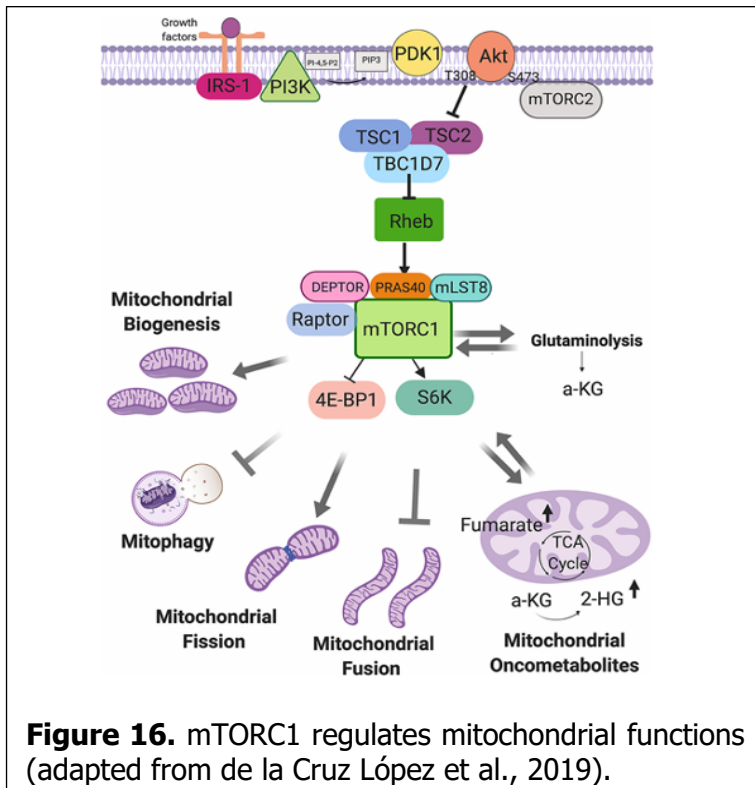 Growth
factors
PI-4,5-P2
PIP3
PDK1
Akt
IRS-1
PI3K
T308
S473
mTORC2
TSC1
TSC2
TBC1D7
Rheb
DEPTOR
PRAS40
mLST8
Raptor
mTORC1
Mitochondrial
Biogenesis
Glutaminolysis
a-KG
4E-BP1
S6K
Mitophagy
Mitochondrial
Fission
Mitochondrial
Fusion
Fumarate
TCA
Cycle
a-KG
2-HG
Mitochondrial
Oncometabolites
Figure 16. mTORC1 regulates mitochondrial functions
(adapted from de la Cruz López et al., 2019).